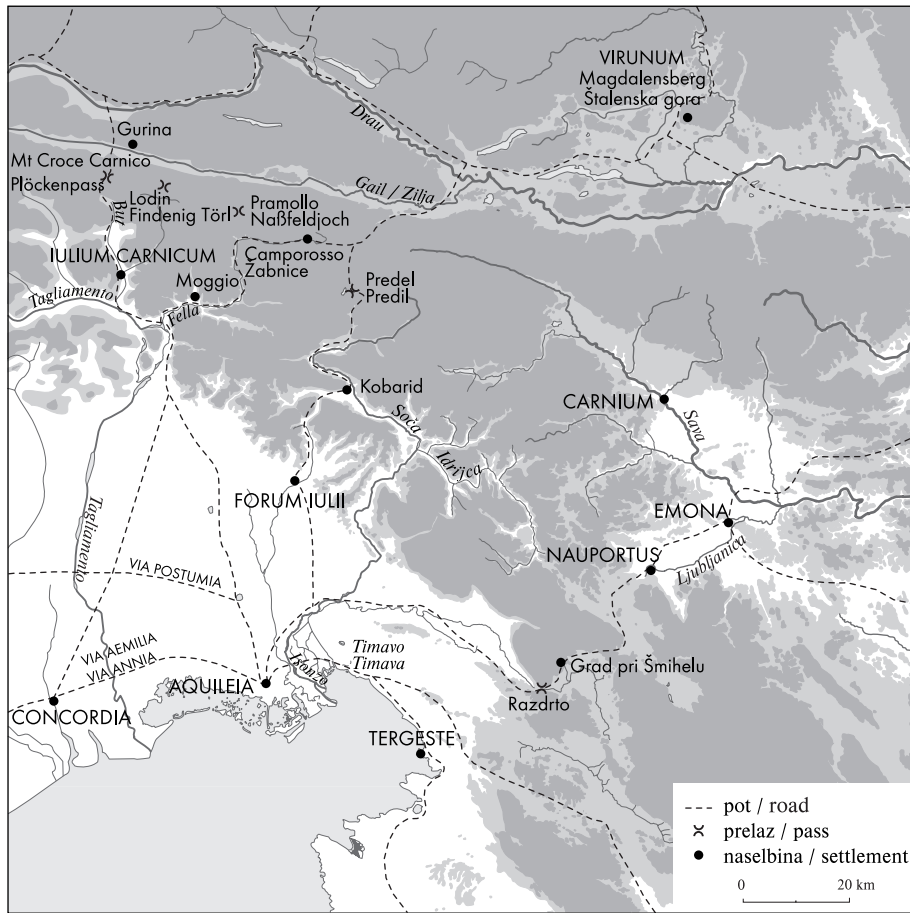 VIRUNUM
Magdalensberg
Štalenska gora
Drau
Gurina
Mt Croce Carnico
Plöckenpass
Lodin
Findenig Törl
Pramollo
Naßfeldjoch
Gail / Zilja
But
IULIUM CARNICUM
Camporosso
Žabnice
Moggio
Predel
Predil
Tagliamento
Fella
Kobarid
CARNIUM
Soča
Sava
Idrijca
FORUM IULII
Tagliamento
EMONA
NAUPORTUS
Ljubljanica
VIA POSTUMIA
Timavo
Timava
VIA AEMILIA
VIA ANNIA
Isonzo
Grad pri Šmihelu
AQUILEIA
Razdrto
CONCORDIA
TERGESTE
pot / road
prelaz / pass
naselbina / settlement
0 20 km